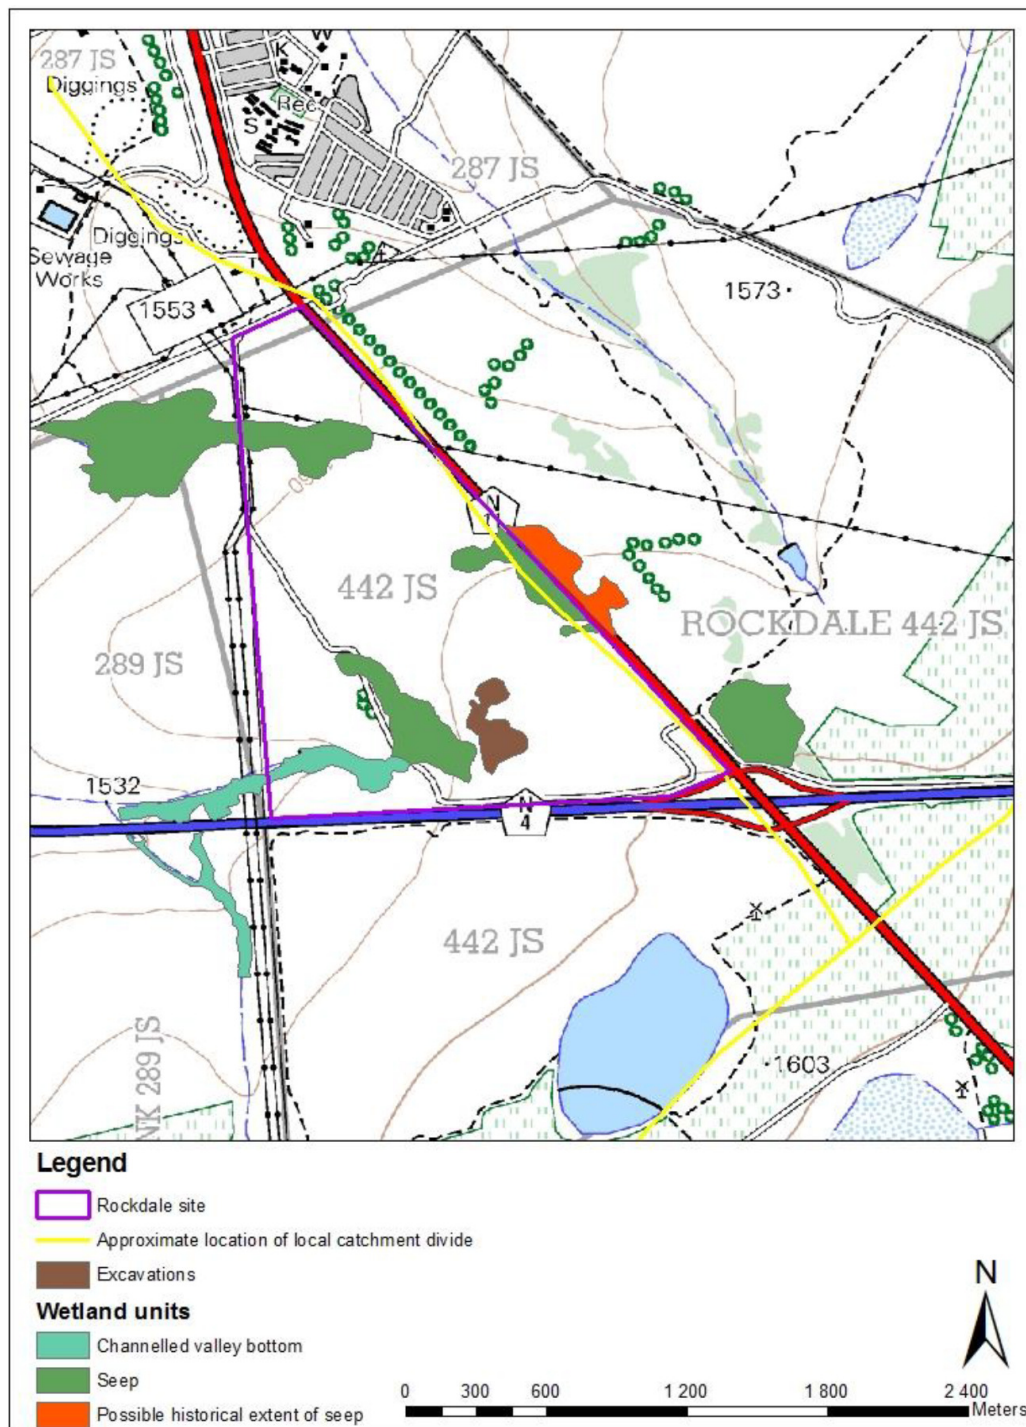 287 JS
Diggings
K
W
Rec
S
287 JS
Diggings
Sewage
Works
1553
1573
N
1
442 JS
ROCKDALE 442 JS
289 JS
1532
N
4
442 JS
NK 289 JS
1603
Legend
Rockdale site
Approximate location of local catchment divide
Excavations
Wetland units
Channelled valley bottom
Seep
Possible historical extent of seep
N
0 300 600 1 200 1 800 2 400
Meters